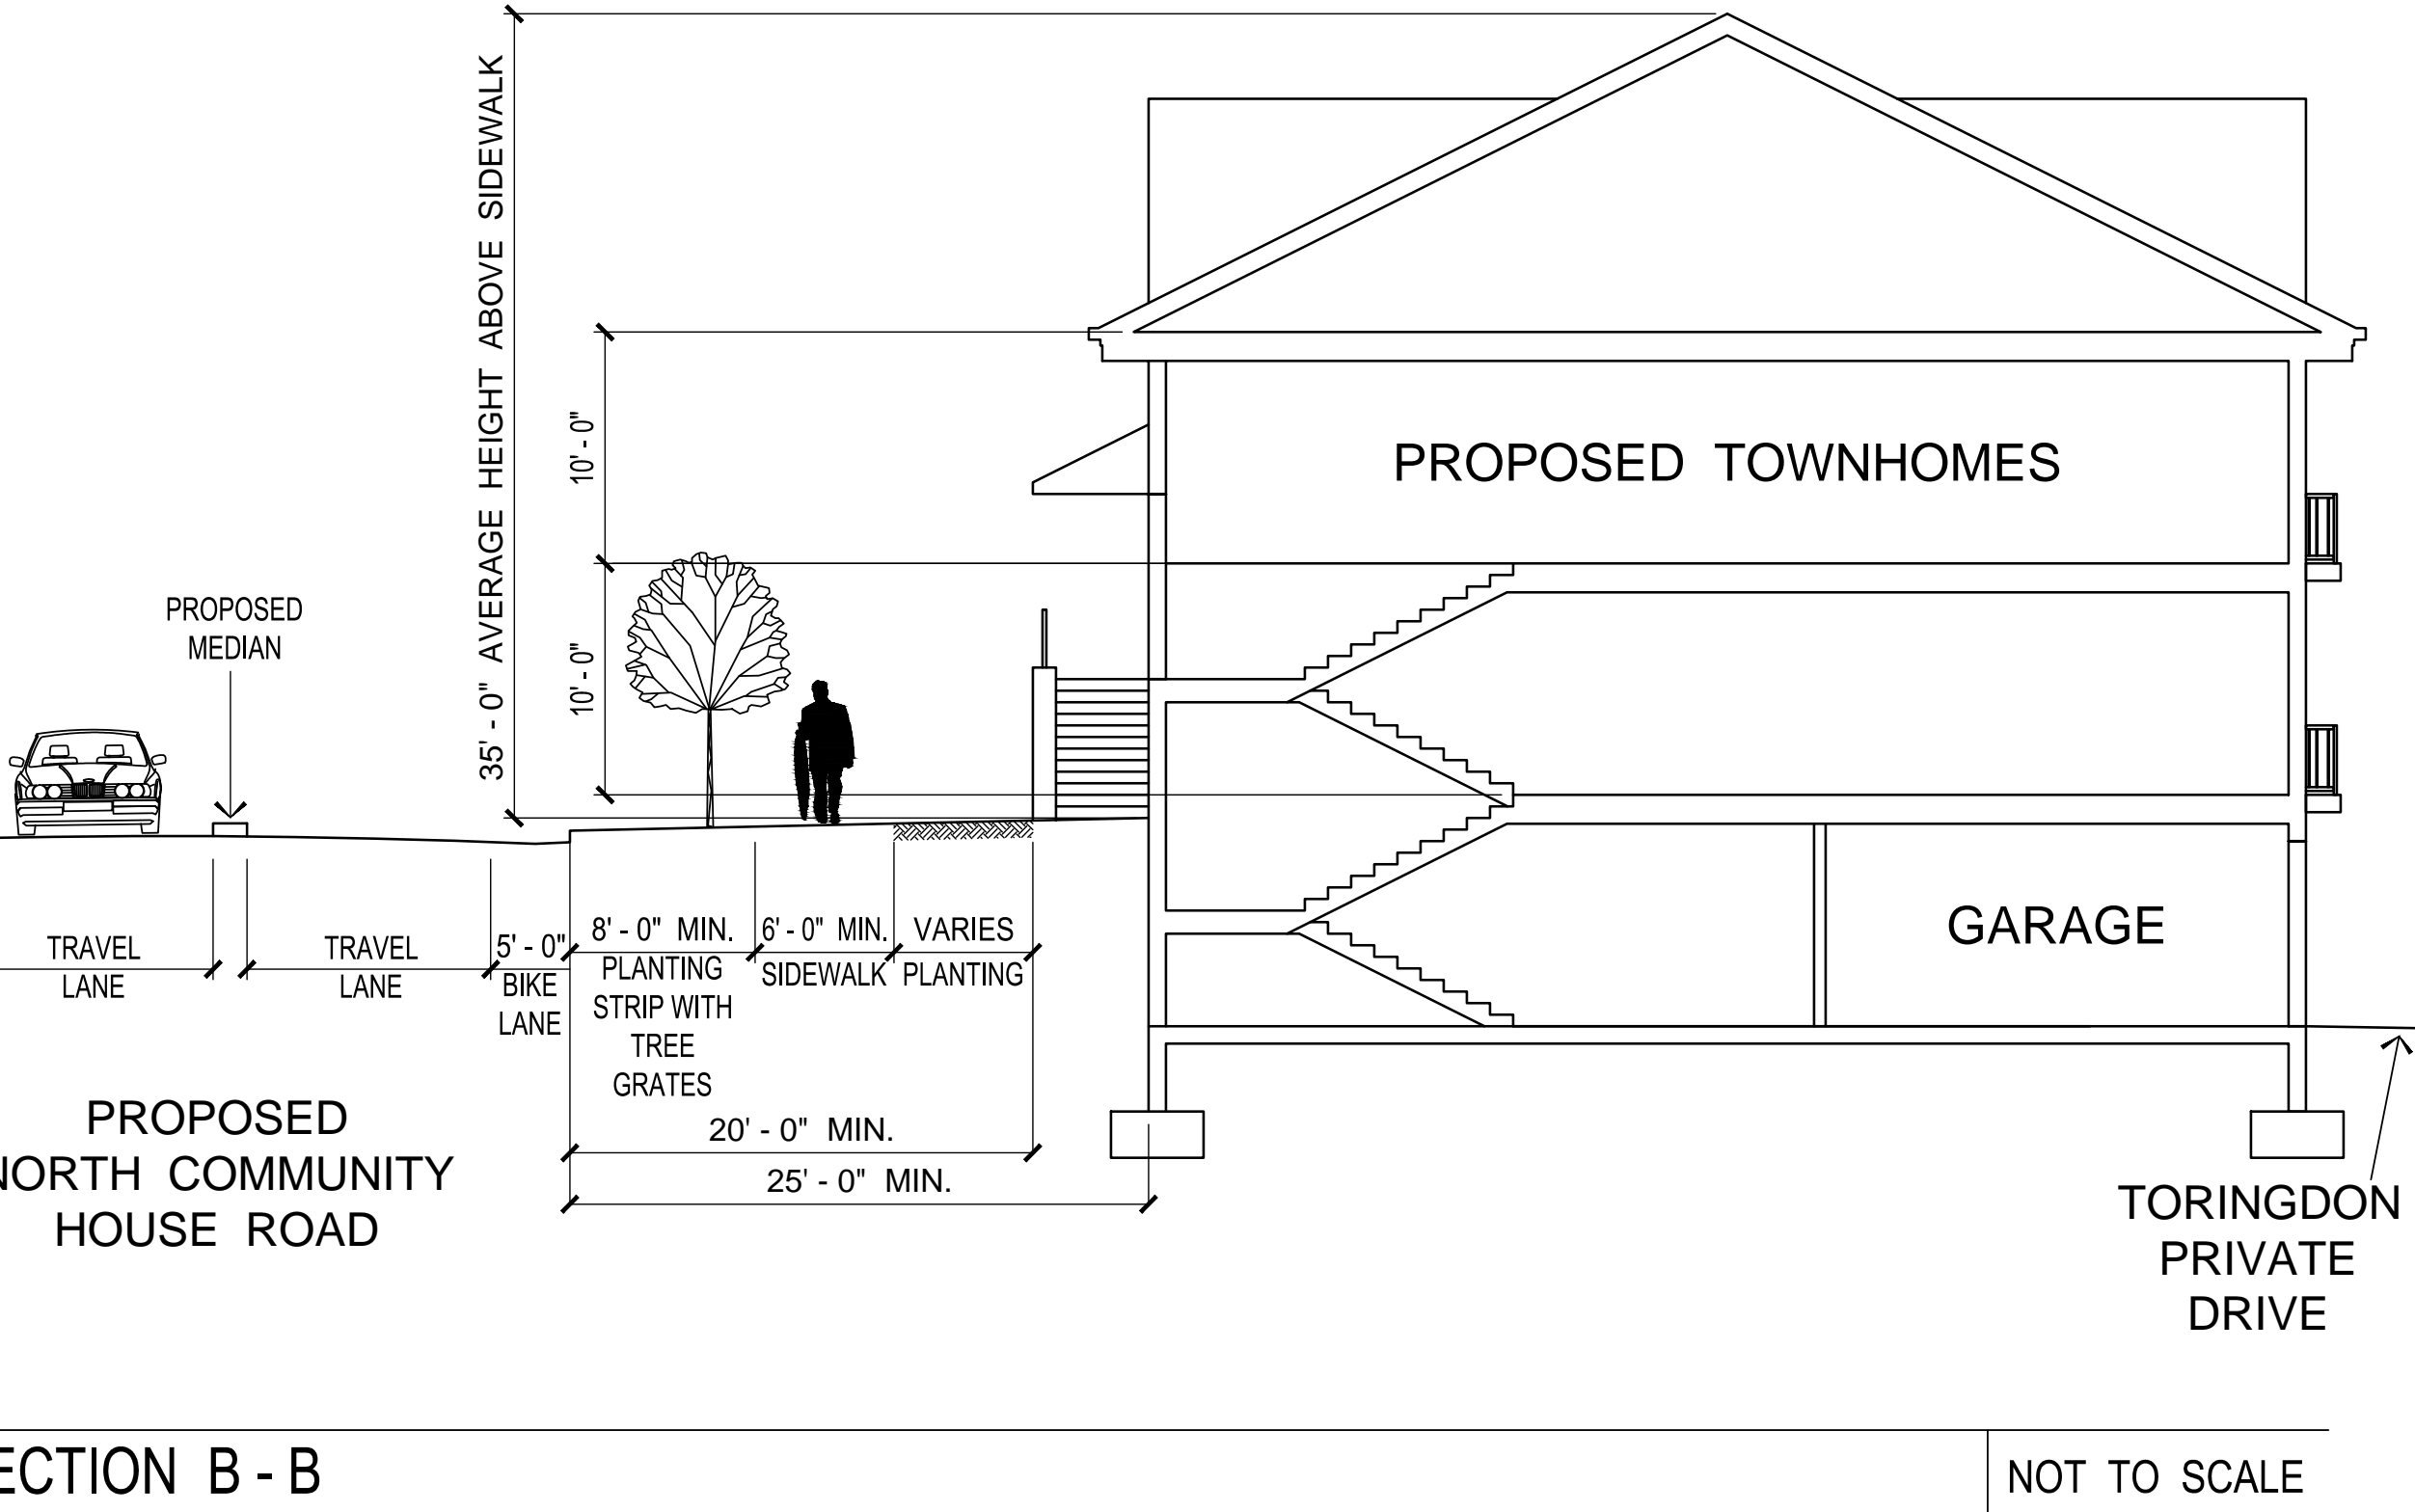 35' - 0" AVERAGE HEIGHT ABOVE SIDEWALK
10' - 0"
10' - 0"
PROPOSED TOWNHOMES
PROPOSED
MEDIAN
GARAGE
TRAVEL
LANE
TRAVEL
LANE
5' - 0"
BIKE
LANE
8' - 0" MIN.
PLANTING
STRIP WITH
TREE
GRATES
6' - 0" MIN.
SIDEWALK
VARIES
PLANTING
20' - 0" MIN.
25' - 0" MIN.
PROPOSED
NORTH COMMUNITY
HOUSE ROAD
TORINGDON
PRIVATE
DRIVE
ECTION B - B
NOT TO SCALE